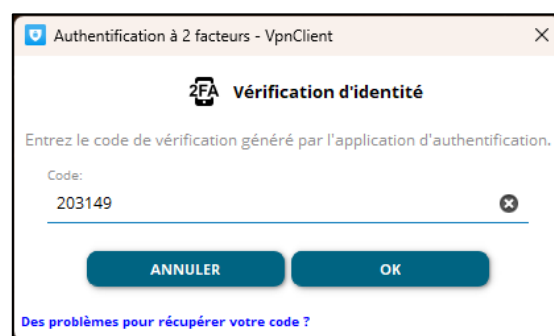 Authentification à 2 facteurs - VpnClient
2FA Vérification d'identité
Entrez le code de vérification généré par l'application d'authentification.
Code:
203149
ANNULER OK
Des problèmes pour récupérer votre code ?